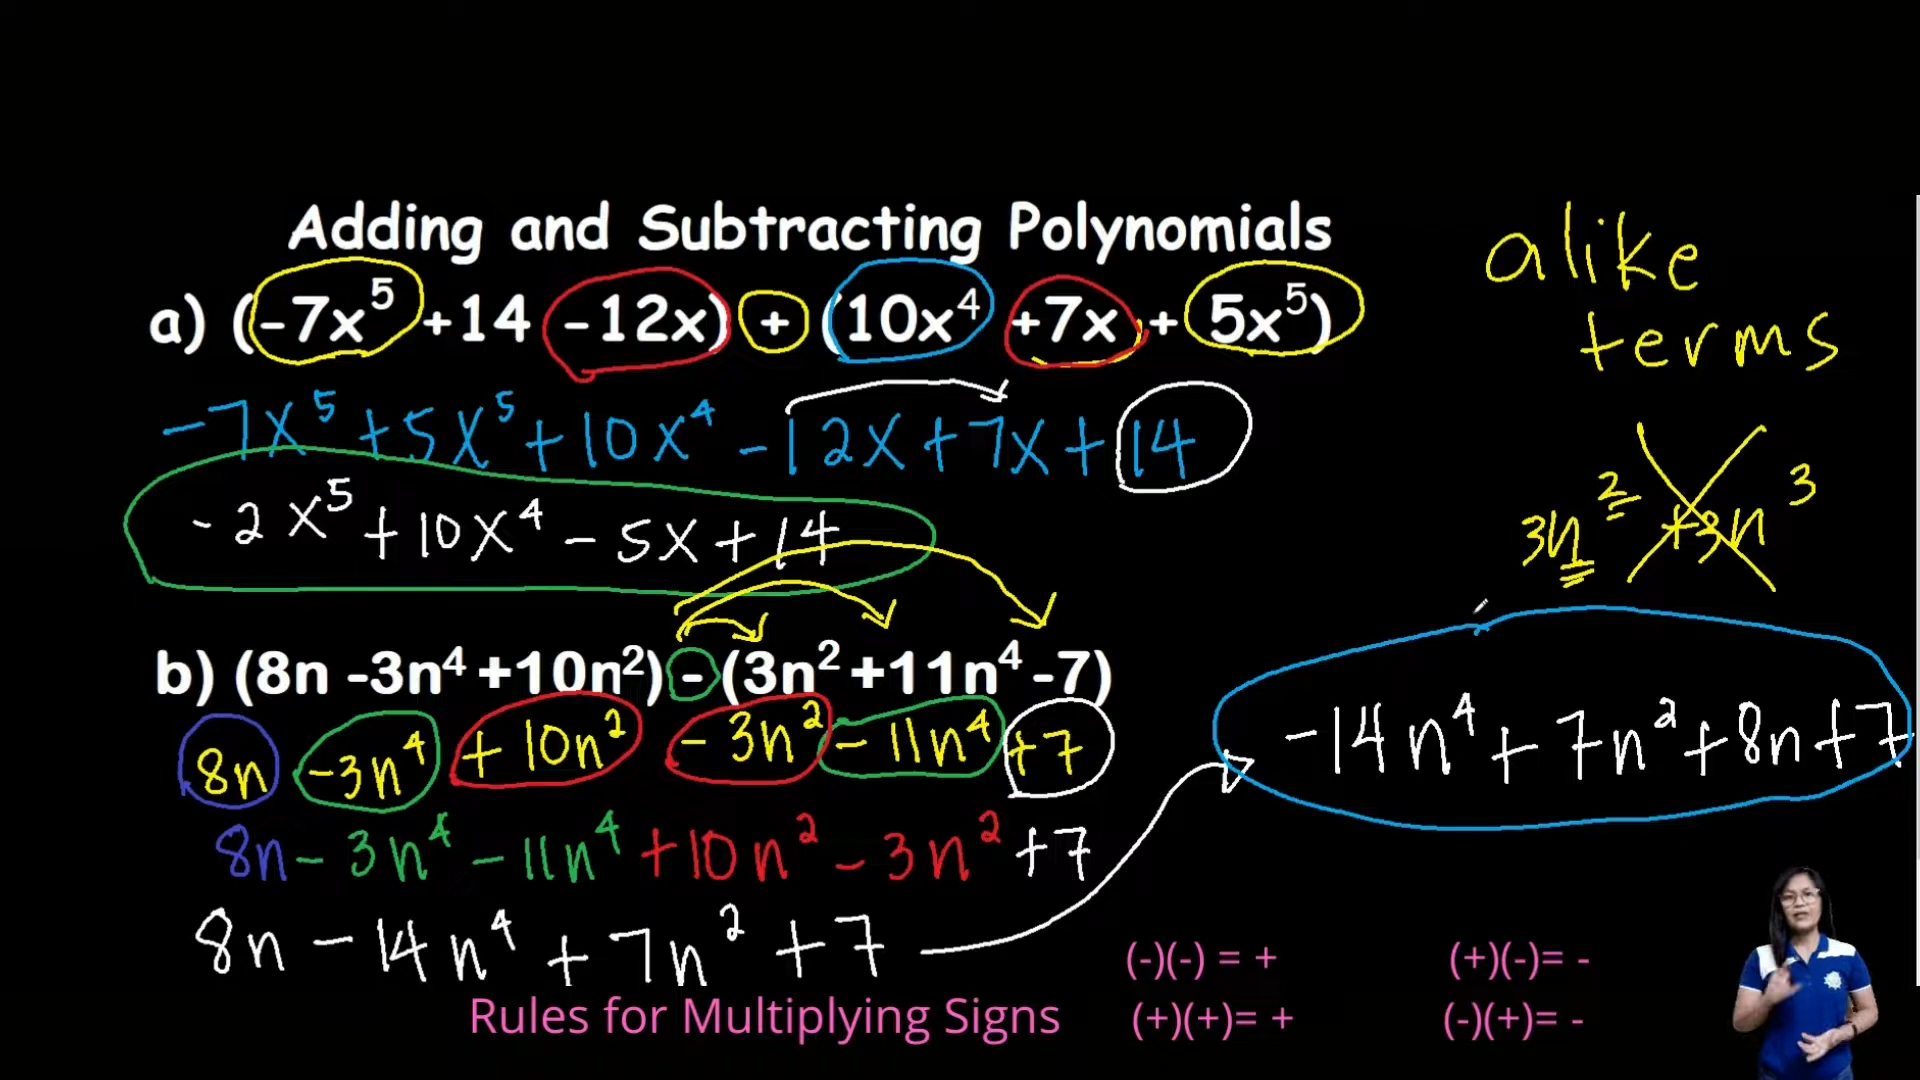 Adding and Subtracting Polynomials
a) (-7x⁵ +14 -12x) + (10x⁴ +7x + 5x⁵)
-7x⁵ + 5x⁵ + 10x⁴ - 12x + 7x + 14
-2x⁵ + 10x⁴ - 5x + 14
b) (8n -3n⁴ +10n²) - (3n² +11n⁴ -7)
8n -3n⁴ + 10n² - 3n² - 11n⁴ +7
8n - 3n⁴ - 11n⁴ + 10n² - 3n² +7
8n - 14n⁴ + 7n² + 7
alike
terms
3n² +3n³
-14n⁴ + 7n² + 8n + 7
Rules for Multiplying Signs
(-)(-) = + (+)(-)= -
(+)(+)= + (-)(+)= -